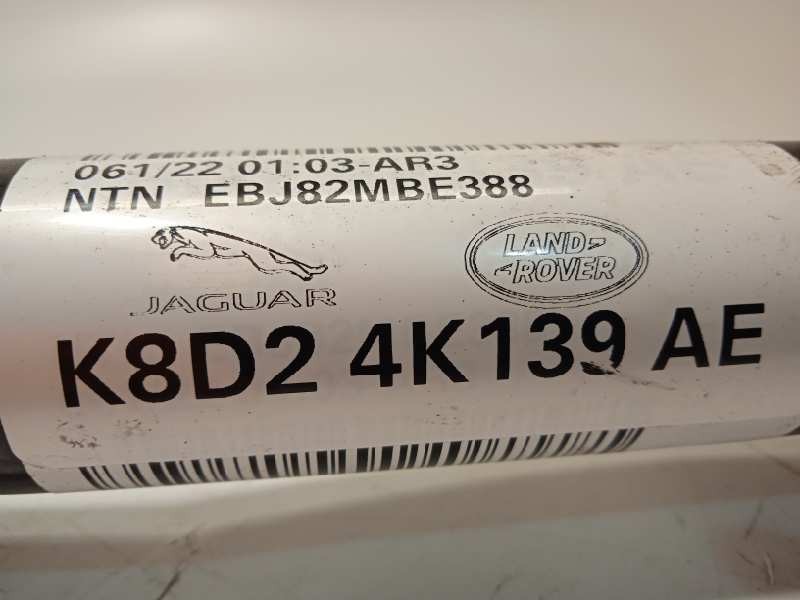 061/22 01:03-AR3
NTN EBJ82MBE388
JAGUAR
LAND-
ROVER
K8D2 4K139 AE